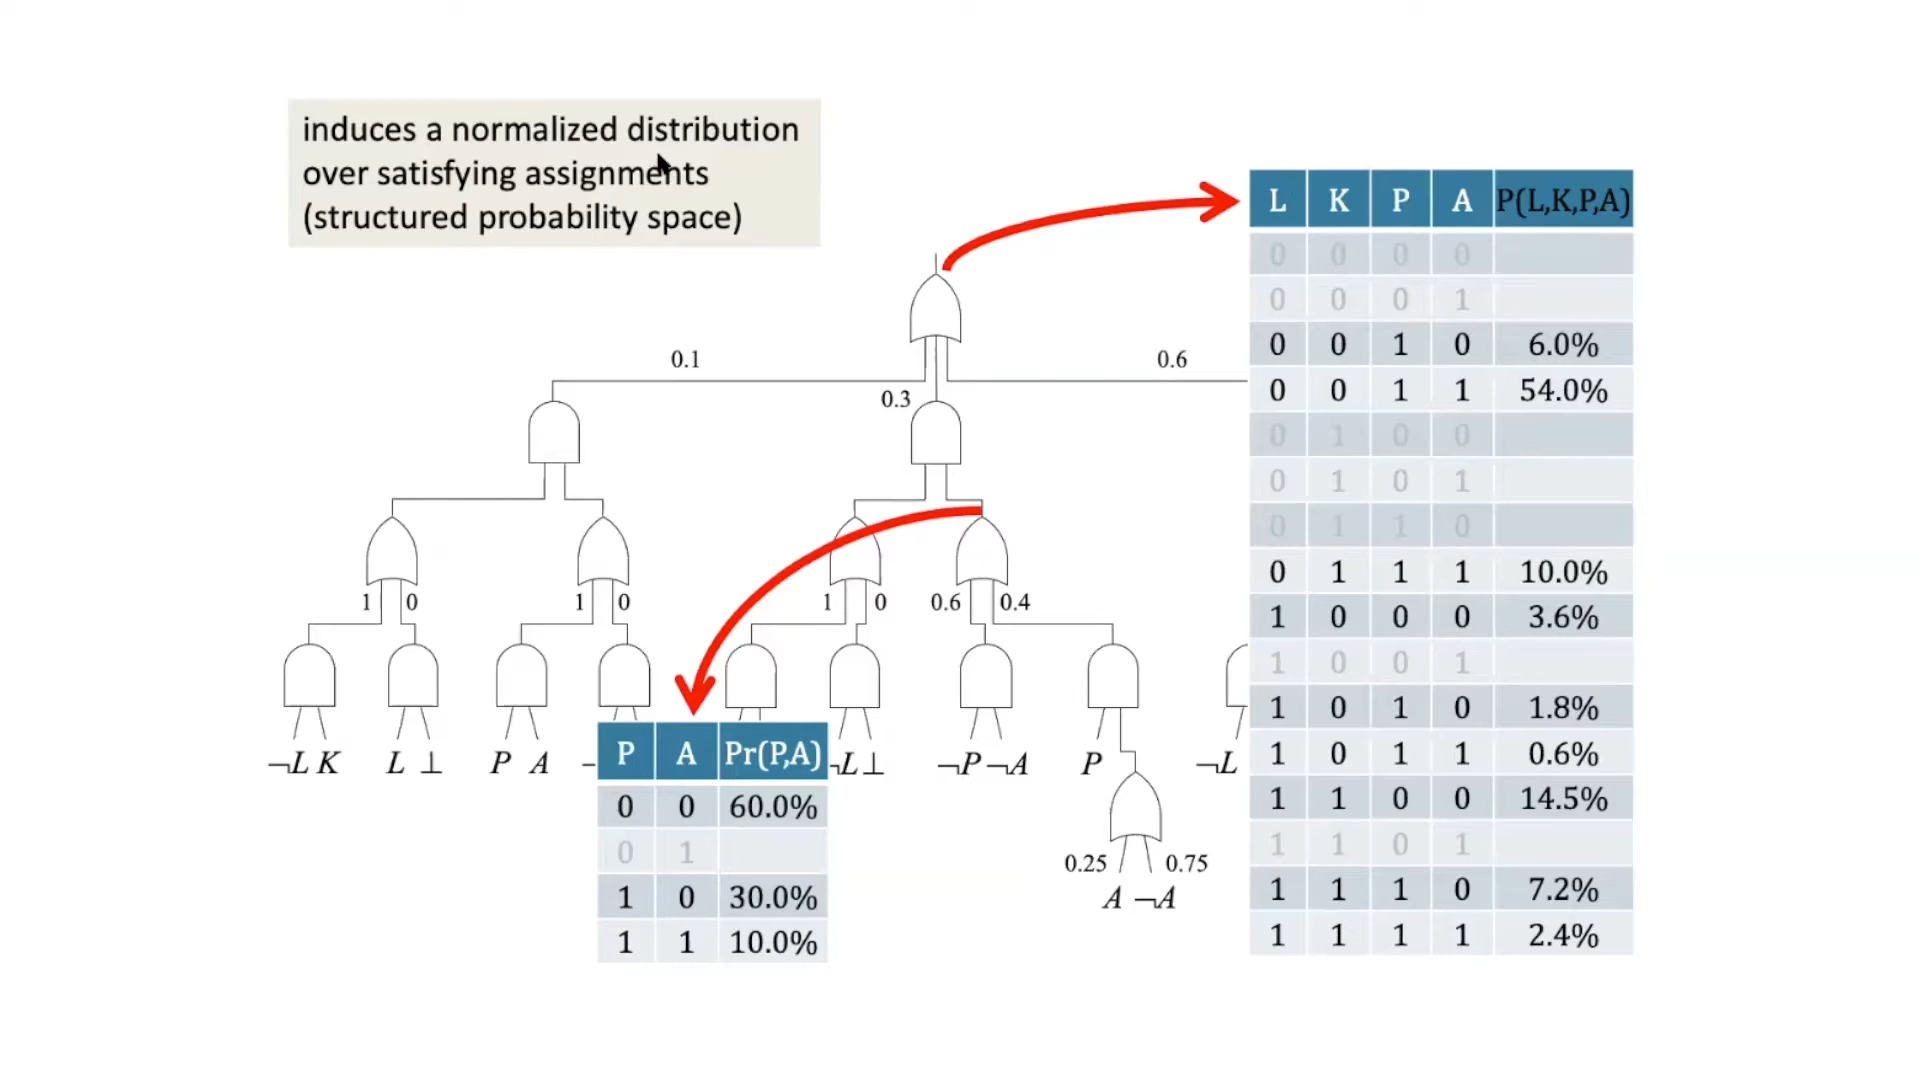 induces a normalized distribution
over satisfying assignments
(structured probability space)
L K P A P(L,K,P,A)
0 0 0 0
0 0 0 1
0 0 1 0 6.0%
0 0 1 1 54.0%
0 1 0 0
0 1 0 1
0 1 1 0
0 1 1 1 10.0%
1 0 0 0 3.6%
1 0 0 1
1 0 1 0 1.8%
1 0 1 1 0.6%
1 1 0 0 14.5%
1 1 0 1
1 1 1 0 7.2%
1 1 1 1 2.4%
0.1
0.6
0.3
1 0 1 0 1 0 0.6 0.4
¬L K L ⊥ P A ¬L ⊥ ¬P ¬A P ¬L
0.25 0.75
A ¬A
P A Pr(P,A)
0 0 60.0%
0 1
1 0 30.0%
1 1 10.0%